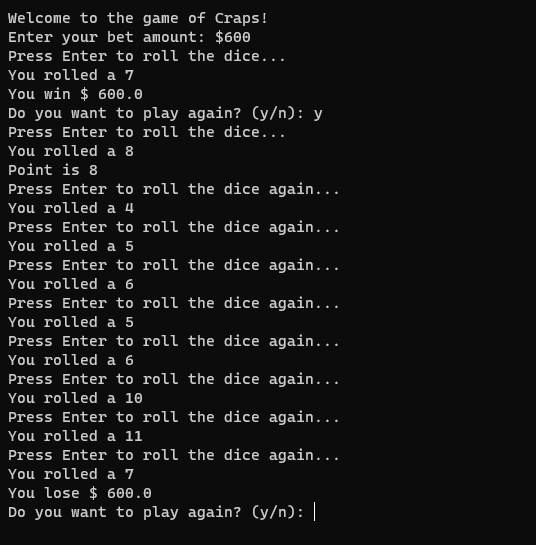 Welcome to the game of Craps!
Enter your bet amount: $600
Press Enter to roll the dice...
You rolled a 7
You win $ 600.0
Do you want to play again? (y/n): y
Press Enter to roll the dice...
You rolled a 8
Point is 8
Press Enter to roll the dice again...
You rolled a 4
Press Enter to roll the dice again...
You rolled a 5
Press Enter to roll the dice again...
You rolled a 6
Press Enter to roll the dice again...
You rolled a 5
Press Enter to roll the dice again...
You rolled a 6
Press Enter to roll the dice again...
You rolled a 10
Press Enter to roll the dice again...
You rolled a 11
Press Enter to roll the dice again...
You rolled a 7
You lose $ 600.0
Do you want to play again? (y/n):